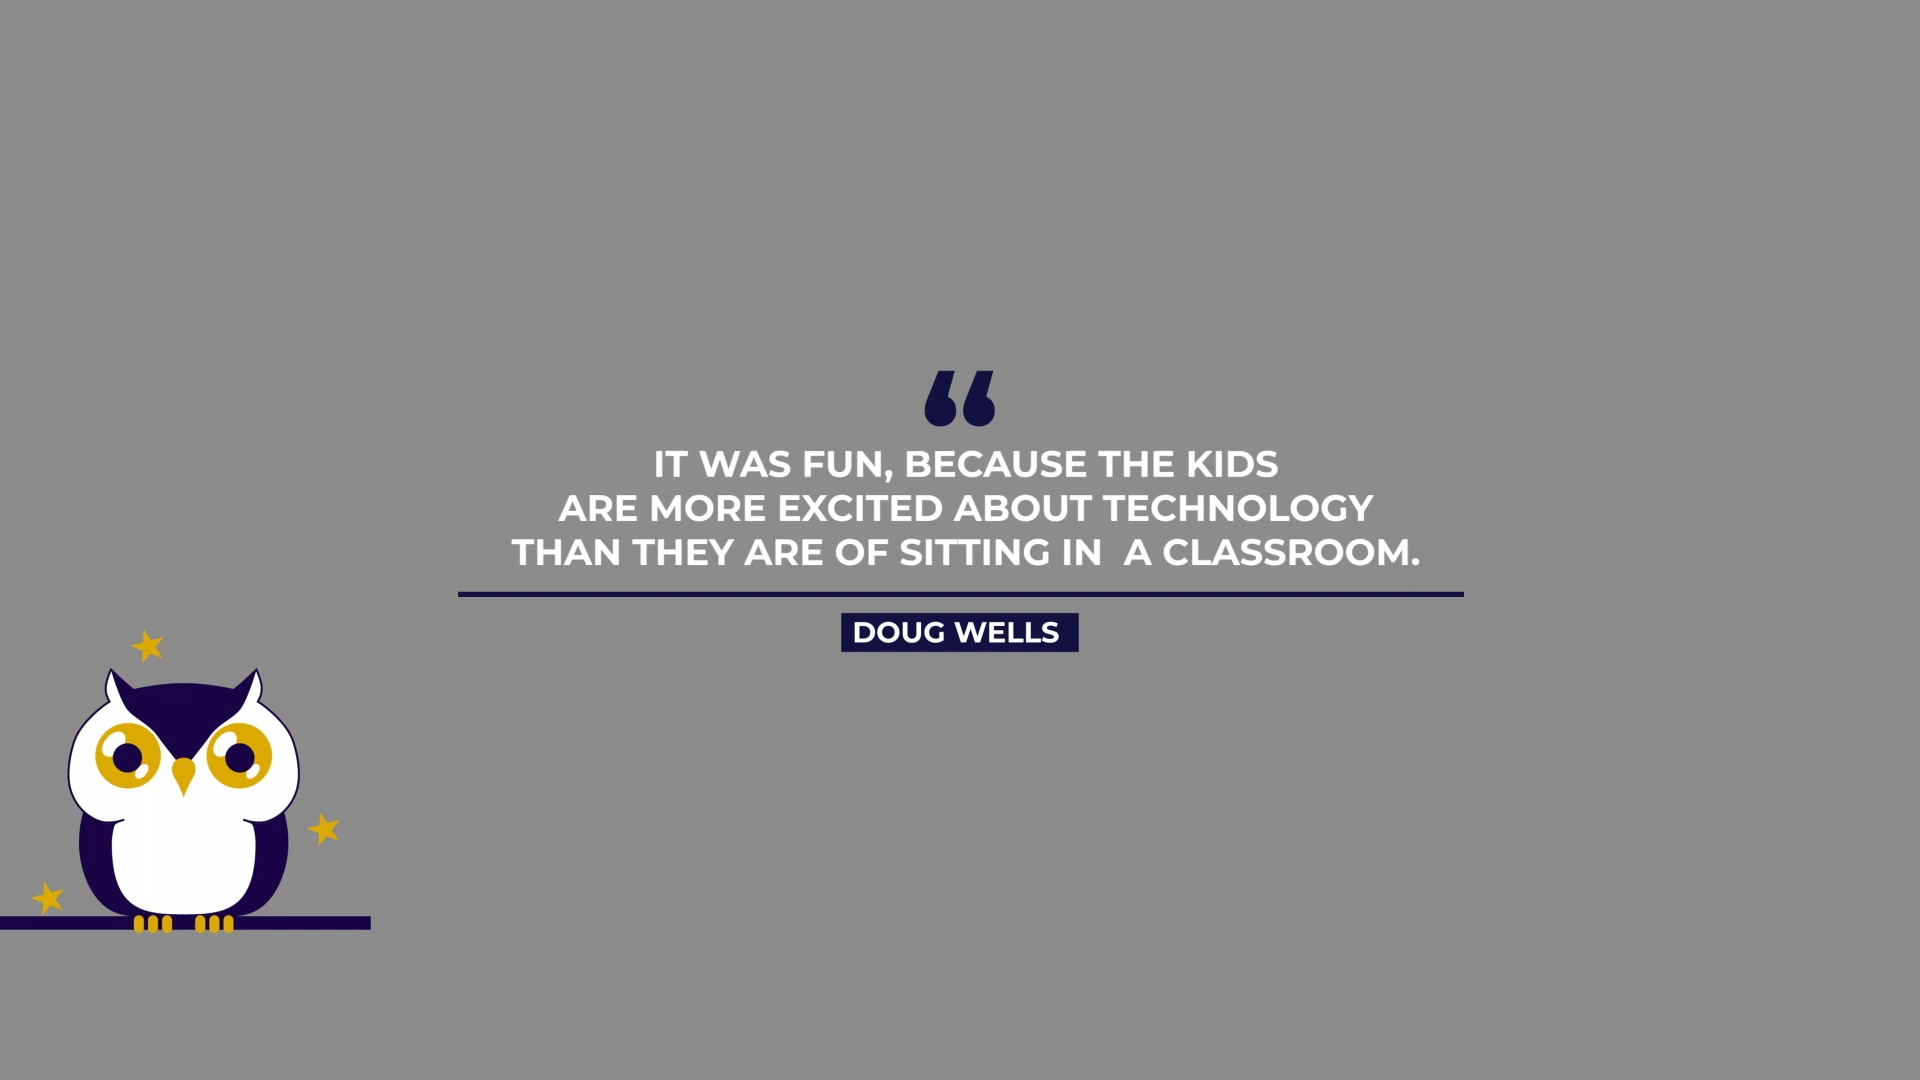 “
IT WAS FUN, BECAUSE THE KIDS
ARE MORE EXCITED ABOUT TECHNOLOGY
THAN THEY ARE OF SITTING IN  A CLASSROOM.
DOUG WELLS